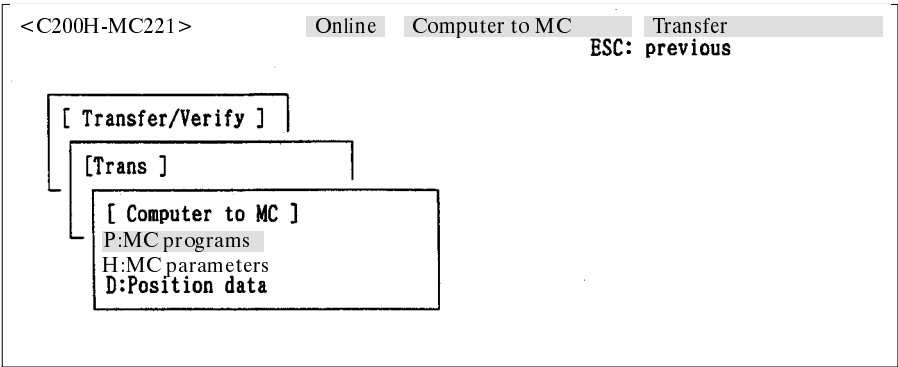 <C200H-MC221> Online Computer to MC Transfer
ESC: previous
[ Transfer/Verify ]
[Trans ]
[ Computer to MC ]
P:MC programs
H:MC parameters
D:Position data